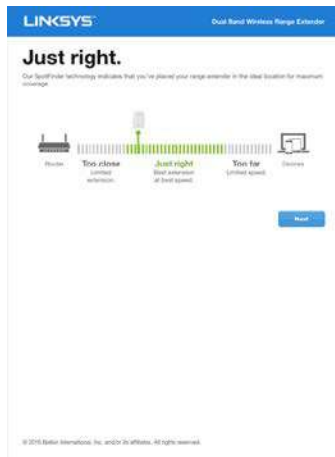 LINKSYS
Dual Band Wireless Range Extender
Just right.
Our SpotFinder technology indicates that you've placed your range extender in the ideal location for maximum
coverage.
Router
Too close
Limited
extension.
Just right
Best extension
at best speed.
Too far
Limited speed.
Devices
Next
© 2015 Belkin International, Inc. and/or its affiliates. All rights reserved.